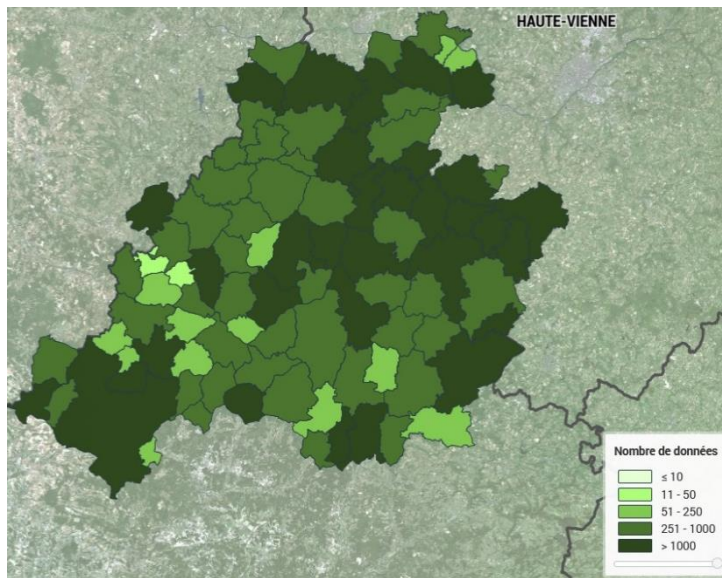 HAUTE-VIENNE
Nombre de données
≤ 10
11 - 50
51 - 250
251 - 1000
> 1000